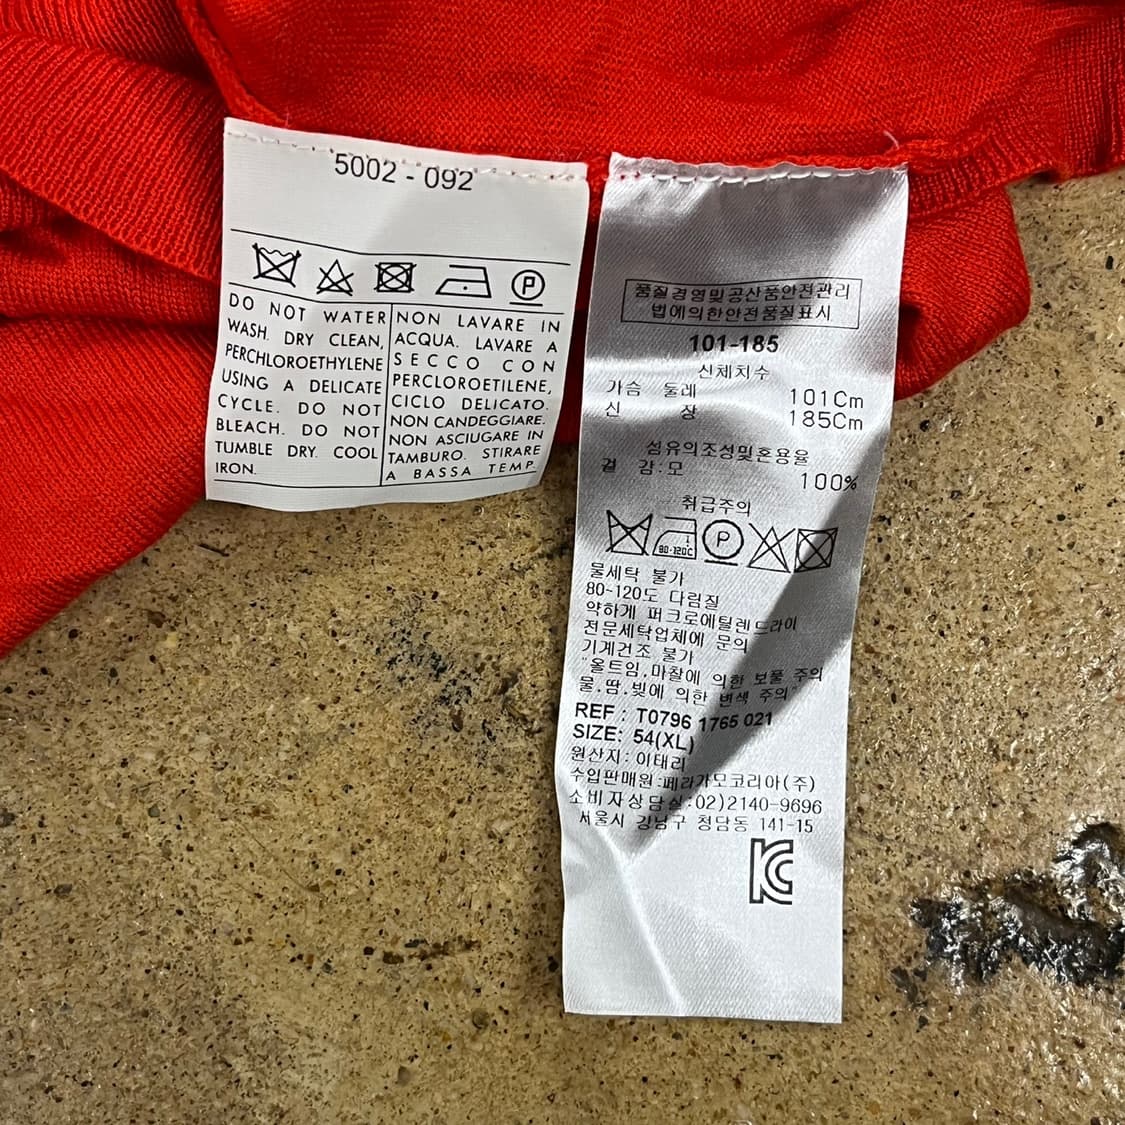 5002 - 092
DO NOT WATER
WASH. DRY CLEAN,
PERCHLOROETHYLENE
USING A DELICATE
CYCLE. DO NOT
BLEACH. DO NOT
TUMBLE DRY. COOL
IRON.
NON LAVARE IN
ACQUA. LAVARE A
SECCO CON
PERCLOROETILENE,
CICLO DELICATO.
NON CANDEGGIARE.
NON ASCIUGARE IN
TAMBURO. STIRARE
A BASSA TEMP.
P
품질경영및공산품안전관리
법에의한안전품질표시
101-185
신체치수
가슴 둘레 101Cm
신 장 185Cm
섬유의조성및혼용율
겉 감:모 100%
취급주의
80-120C P
물세탁 불가
80~120도 다림질
약하게 퍼크로에틸렌드라이
전문세탁업체에 문의
기계건조 불가
"올트임,마찰에 의한 보풀 주의
물,땀,빛에 의한 변색 주의"
REF : T0796 1765 021
SIZE: 54(XL)
원산지:이태리
수입판매원:페라가모코리아(주)
소비자상담실:02)2140-9696
서울시 강남구 청담동 141-15
KC